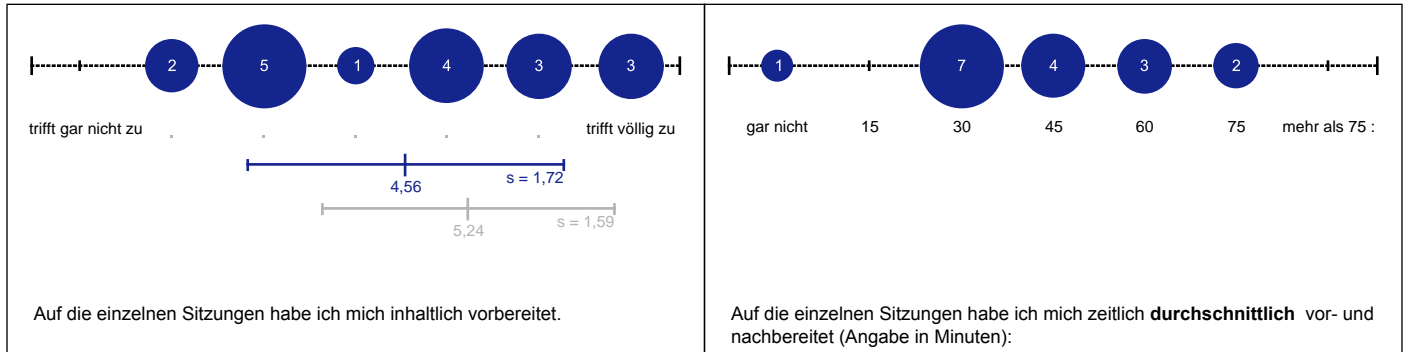 2 5 1 4 3 3
trifft gar nicht zu . . . . . trifft völlig zu
4,56 s = 1,72
5,24 s = 1,59
Auf die einzelnen Sitzungen habe ich mich inhaltlich vorbereitet.
1 7 4 3 2
gar nicht 15 30 45 60 75 mehr als 75 :
Auf die einzelnen Sitzungen habe ich mich zeitlich durchschnittlich vor- und
nachbereitet (Angabe in Minuten):